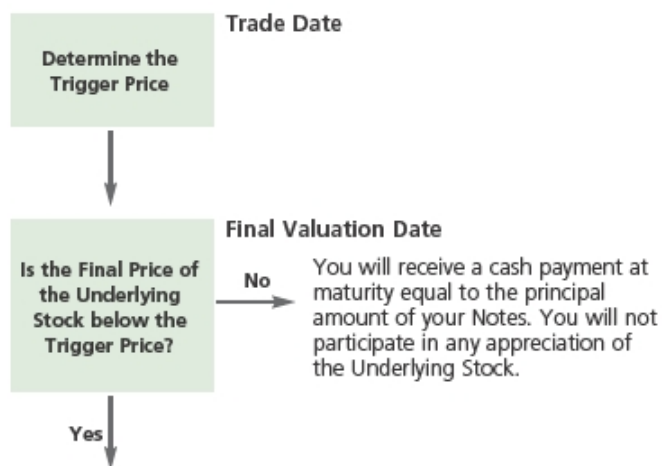 Trade Date
Determine the
Trigger Price
Final Valuation Date
Is the Final Price of
the Underlying
Stock below the
Trigger Price?
No
You will receive a cash payment at
maturity equal to the principal
amount of your Notes. You will not
participate in any appreciation of
the Underlying Stock.
Yes